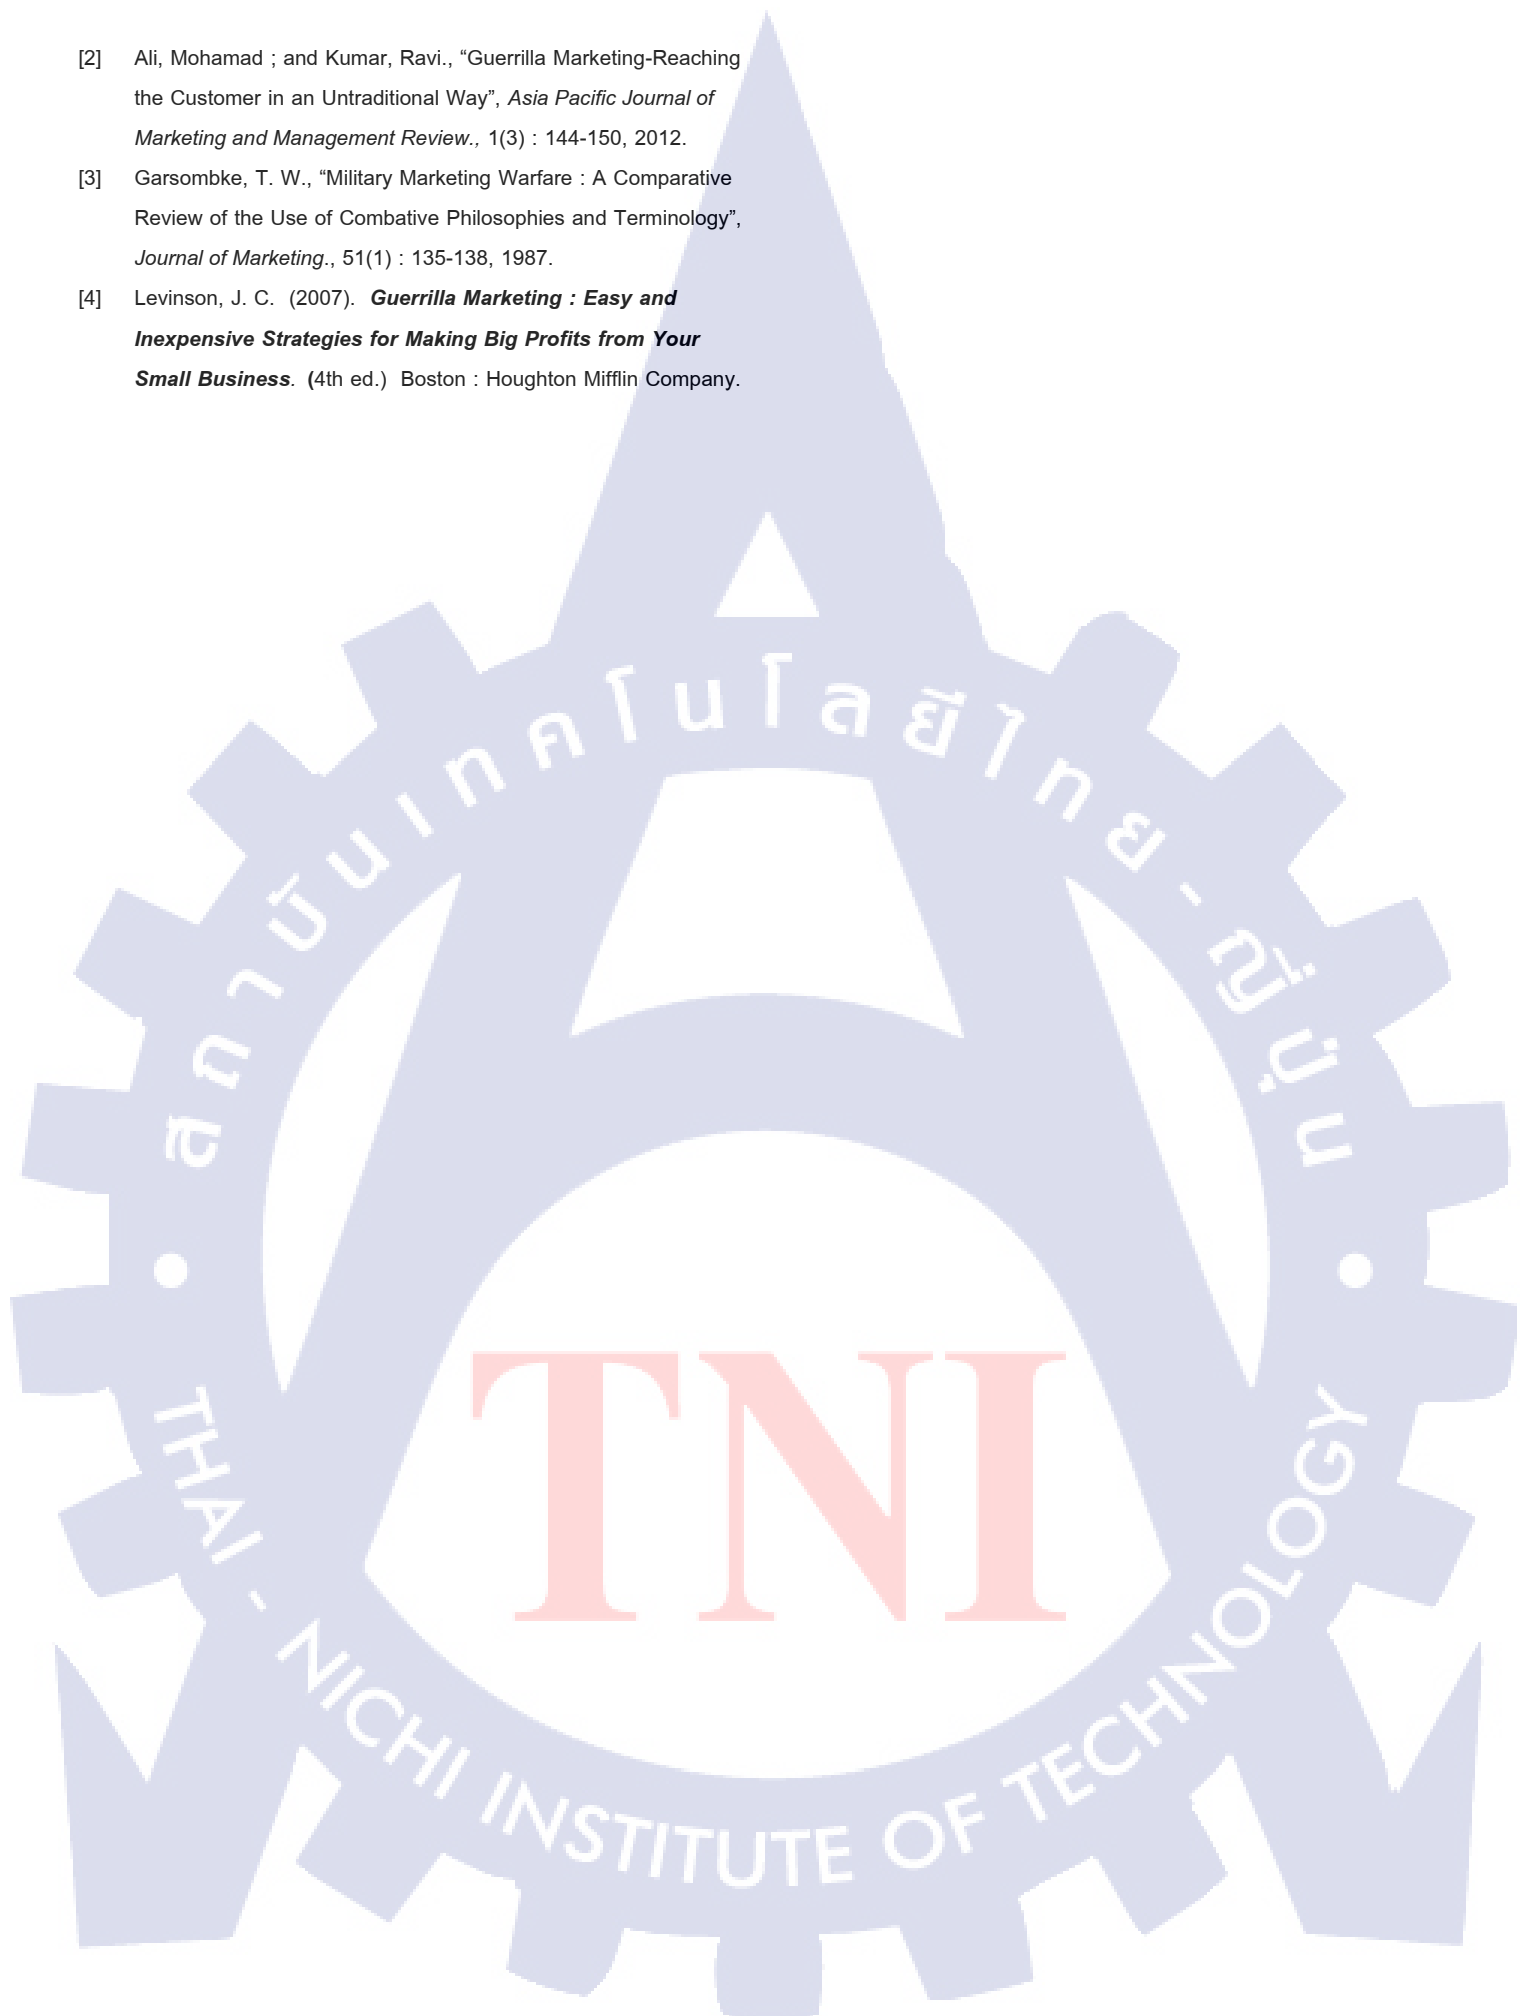 [2] Ali, Mohamad ; and Kumar, Ravi., “Guerrilla Marketing-Reaching
the Customer in an Untraditional Way”, Asia Pacific Journal of
Marketing and Management Review., 1(3) : 144-150, 2012.
[3] Garsombke, T. W., “Military Marketing Warfare : A Comparative
Review of the Use of Combative Philosophies and Terminology”,
Journal of Marketing., 51(1) : 135-138, 1987.
[4] Levinson, J. C. (2007). Guerrilla Marketing : Easy and
Inexpensive Strategies for Making Big Profits from Your
Small Business. (4th ed.) Boston : Houghton Mifflin Company.
สถาบันเทคโนโลยีไทย-ญี่ปุ่น
TNI
THAI - NICHI INSTITUTE OF TECHNOLOGY